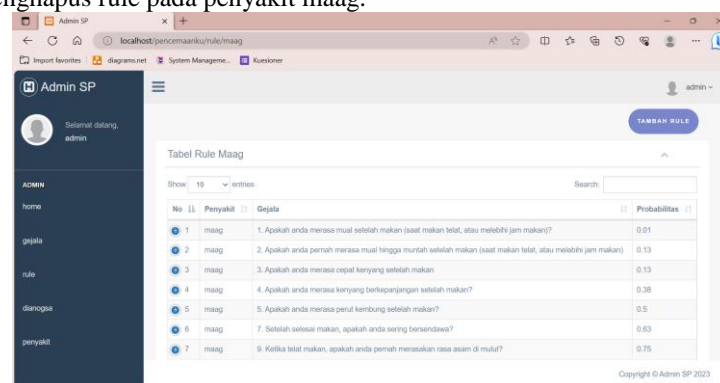 enghapus rule pada penyakit maag.
Admin SP
localhost/pencernaanku/rule/maag
Import favorites diagrams.net System Manageme... Kuesioner
Admin SP
admin
Selamat datang,
admin
TAMBAH RULE
Tabel Rule Maag
ADMIN
Show 10 entries Search:
home
No Penyakit Gejala Probabilitas
1 maag 1. Apakah anda merasa mual setelah makan (saat makan telat, atau melebihi jam makan)? 0.01
gejala
2 maag 2. Apakah anda pernah merasa mual hingga muntah setelah makan (saat makan telat, atau melebihi jam makan) 0.13
rule
3 maag 3. Apakah anda merasa cepat kenyang setelah makan 0.13
4 maag 4. Apakah anda merasa kenyang berkepanjangan setelah makan? 0.38
dianogsa
5 maag 5. Apakah anda merasa perut kembung setelah makan? 0.5
6 maag 7. Setelah selesai makan, apakah anda sering bersendawa? 0.63
penyakit
7 maag 9. Ketika telat makan, apakah anda pernah merasakan rasa asam di mulut? 0.75
Copyright © Admin SP 2023